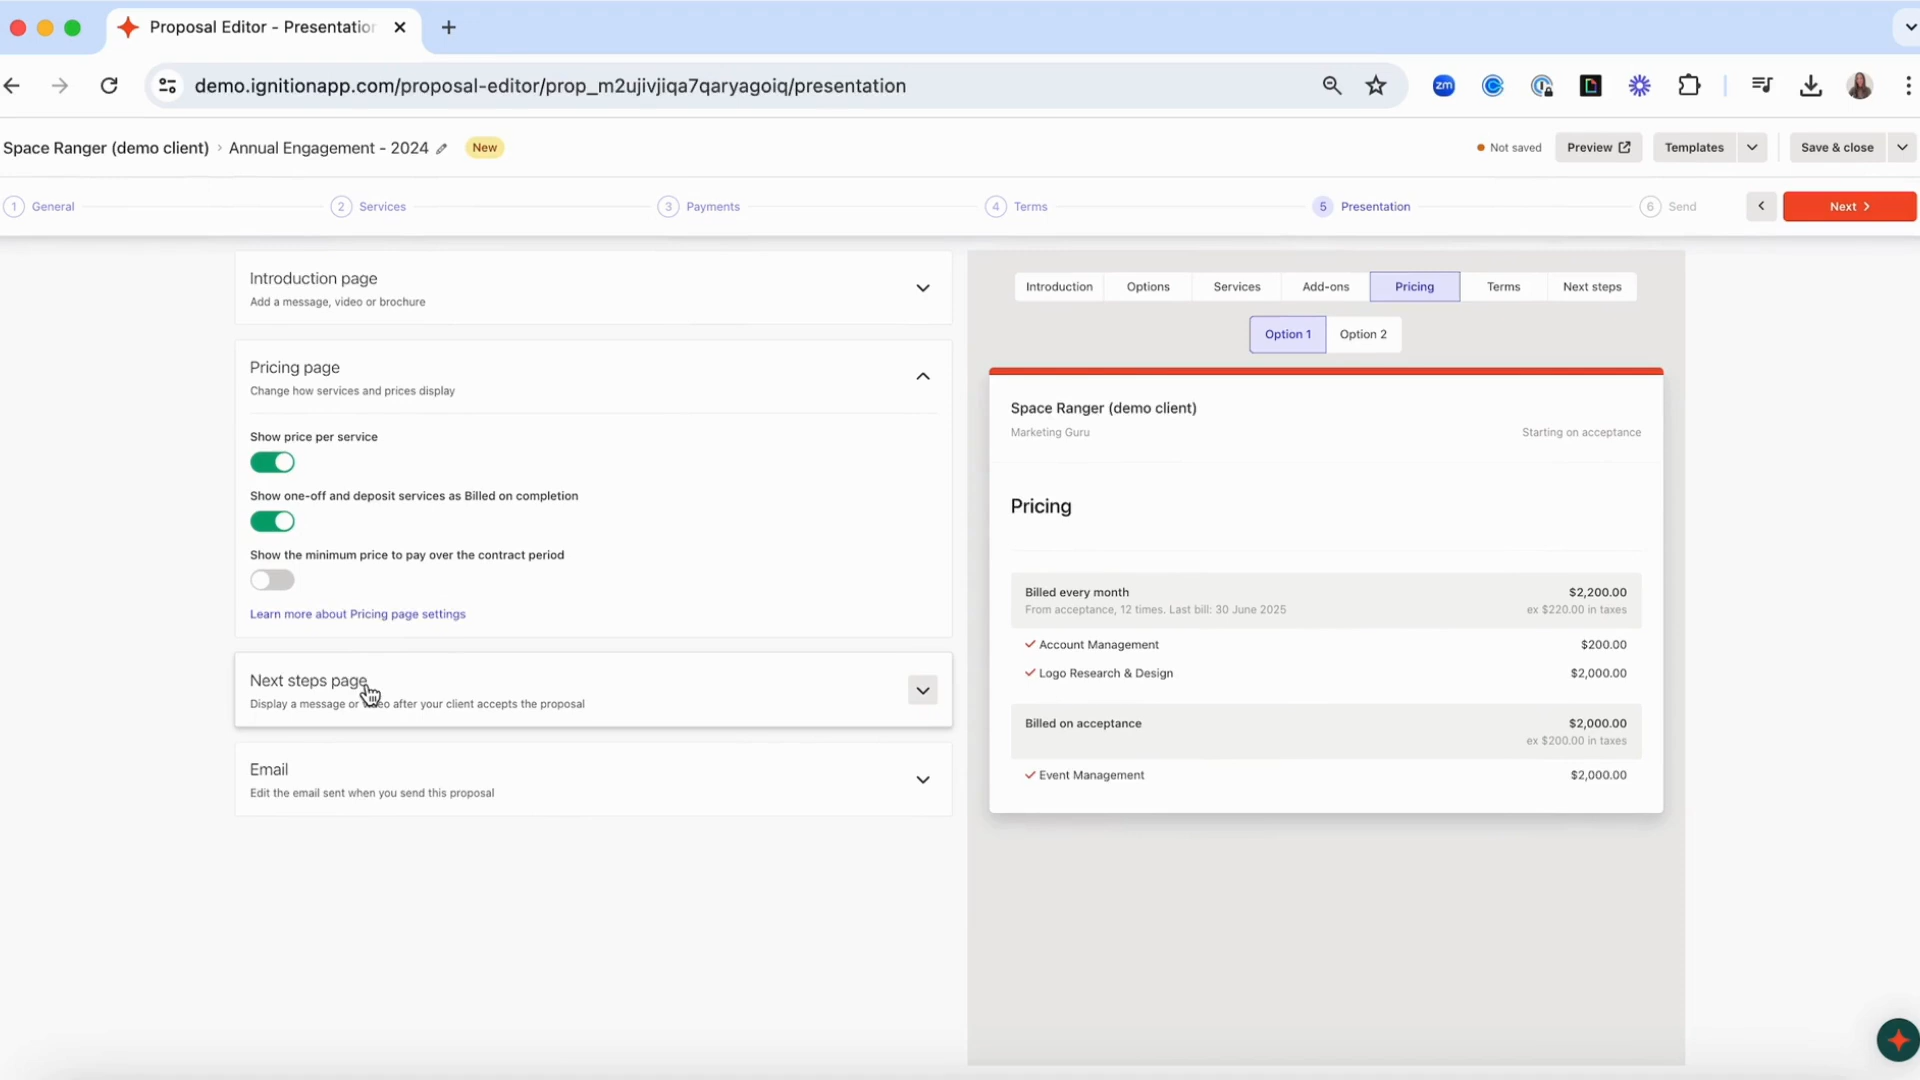 Proposal Editor - Presentation
demo.ignitionapp.com/proposal-editor/prop_m2ujivjiqa7qaryagoiq/presentation
zm
Space Ranger (demo client) › Annual Engagement - 2024 New
Not saved Preview Templates Save & close
1 General 2 Services 3 Payments 4 Terms 5 Presentation 6 Send Next
Introduction page
Add a message, video or brochure
Pricing page
Change how services and prices display
Show price per service
Show one-off and deposit services as Billed on completion
Show the minimum price to pay over the contract period
Learn more about Pricing page settings
Next steps page
Display a message or video after your client accepts the proposal
Email
Edit the email sent when you send this proposal
Introduction Options Services Add-ons Pricing Terms Next steps
Option 1 Option 2
Space Ranger (demo client)
Marketing Guru Starting on acceptance
Pricing
Billed every month $2,200.00
From acceptance, 12 times. Last bill: 30 June 2025 ex $220.00 in taxes
Account Management $200.00
Logo Research & Design $2,000.00
Billed on acceptance $2,000.00
ex $200.00 in taxes
Event Management $2,000.00